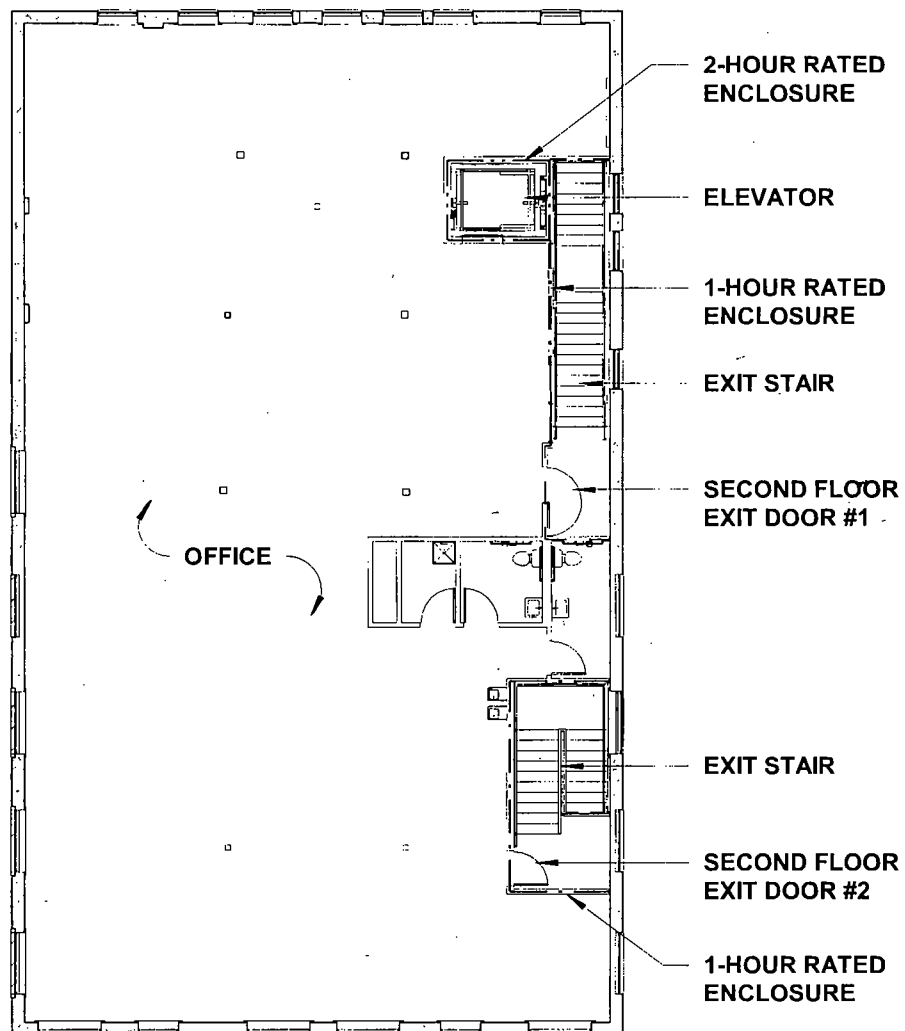 2-HOUR RATED
ENCLOSURE
ELEVATOR
1-HOUR RATED
ENCLOSURE
EXIT STAIR
SECOND FLOOR
EXIT DOOR #1
OFFICE
EXIT STAIR
SECOND FLOOR
EXIT DOOR #2
1-HOUR RATED
ENCLOSURE